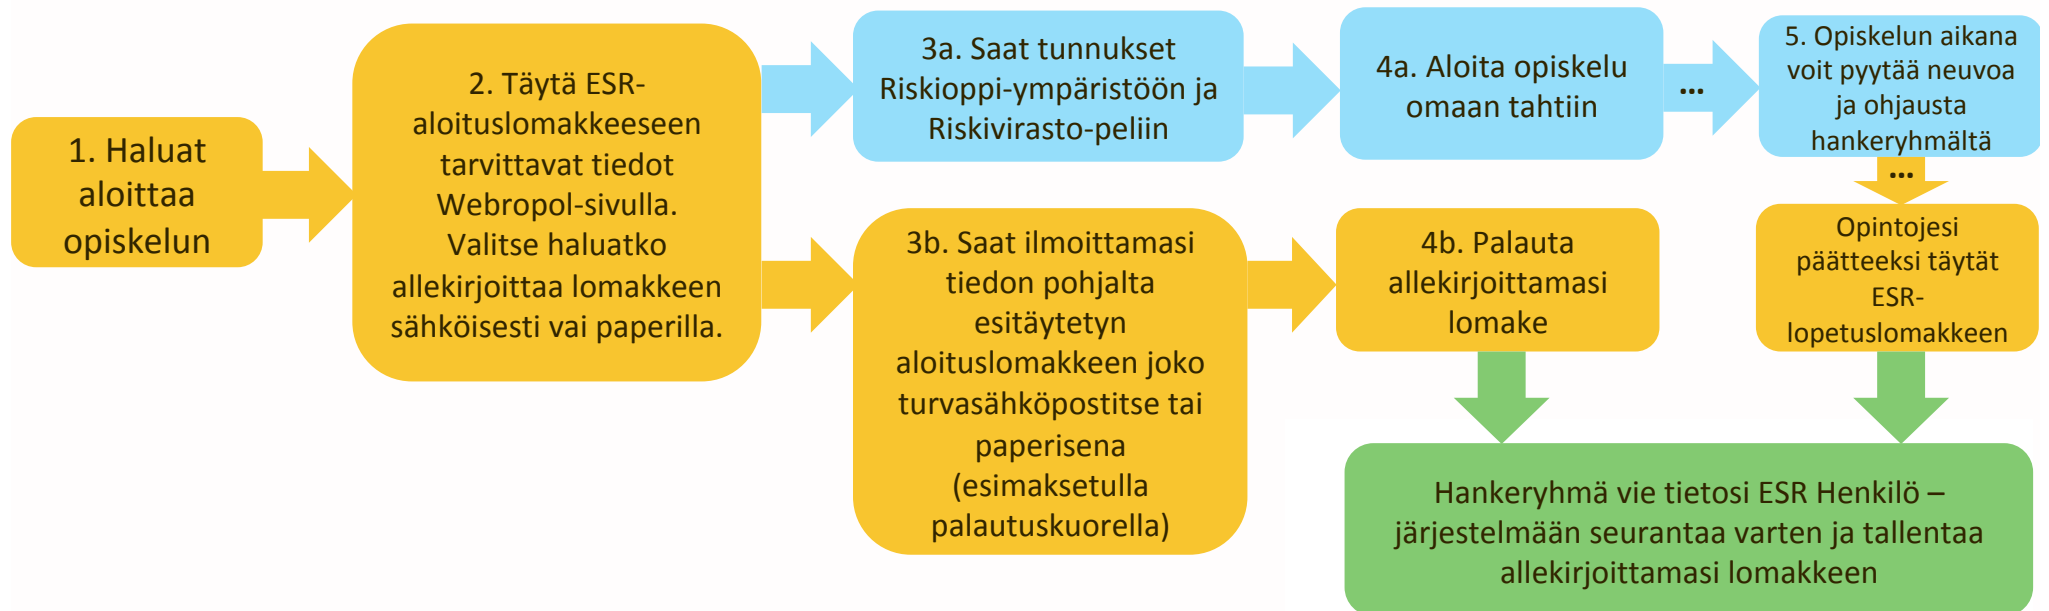 1. Haluat
aloittaa
opiskelun
2. Täytä ESR-
aloituslomakkeeseen
tarvittavat tiedot
Webropol-sivulla.
Valitse haluatko
allekirjoittaa lomakkeen
sähköisesti vai paperilla.
3a. Saat tunnukset
Riskioppi-ympäristöön ja
Riskivirasto-peliin
4a. Aloita opiskelu
omaan tahtiin
...
5. Opiskelun aikana
voit pyytää neuvoa
ja ohjausta
hankeryhmältä
...
3b. Saat ilmoittamasi
tiedon pohjalta
esitäytetyn
aloituslomakkeen joko
turvasähköpostitse tai
paperisena
(esimaksetulla
palautuskuorella)
4b. Palauta
allekirjoittamasi
lomake
Opintojesi
päätteeksi täytät
ESR-
lopetuslomakkeen
Hankeryhmä vie tietosi ESR Henkilö –
järjestelmään seurantaa varten ja tallentaa
allekirjoittamasi lomakkeen